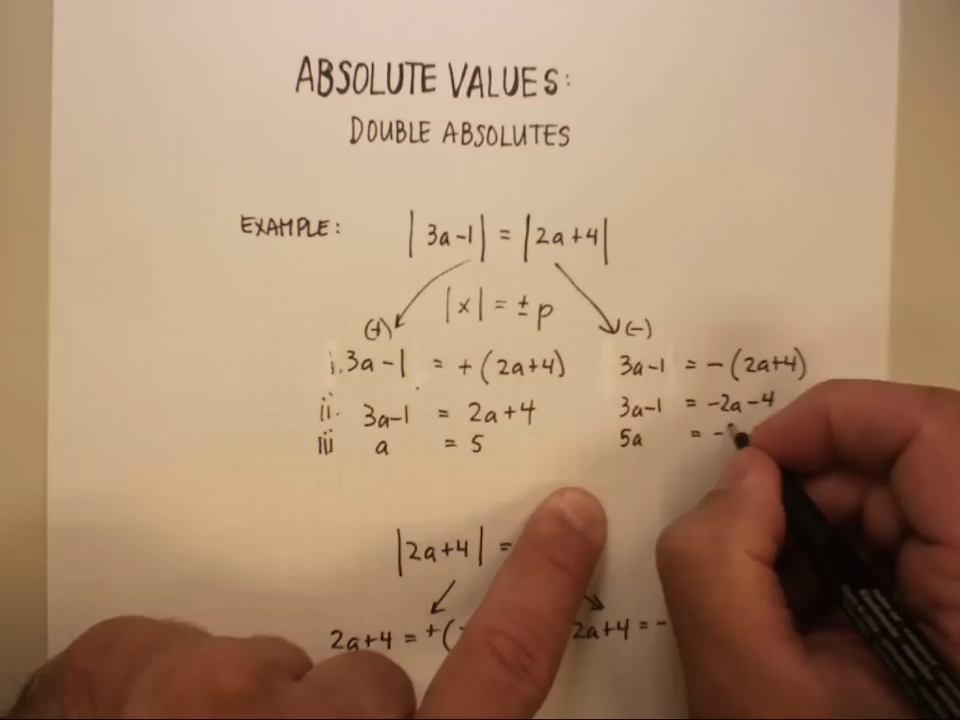 ABSOLUTE VALUES:
DOUBLE ABSOLUTES
EXAMPLE: |3a-1| = |2a+4|
|x| = ± p
(+) (-)
i. 3a-1 = +(2a+4) 3a-1 = -(2a+4)
ii. 3a-1 = 2a+4 3a-1 = -2a-4
iii a = 5 5a = -
|2a+4| =
2a+4 = +( 2a+4 = -